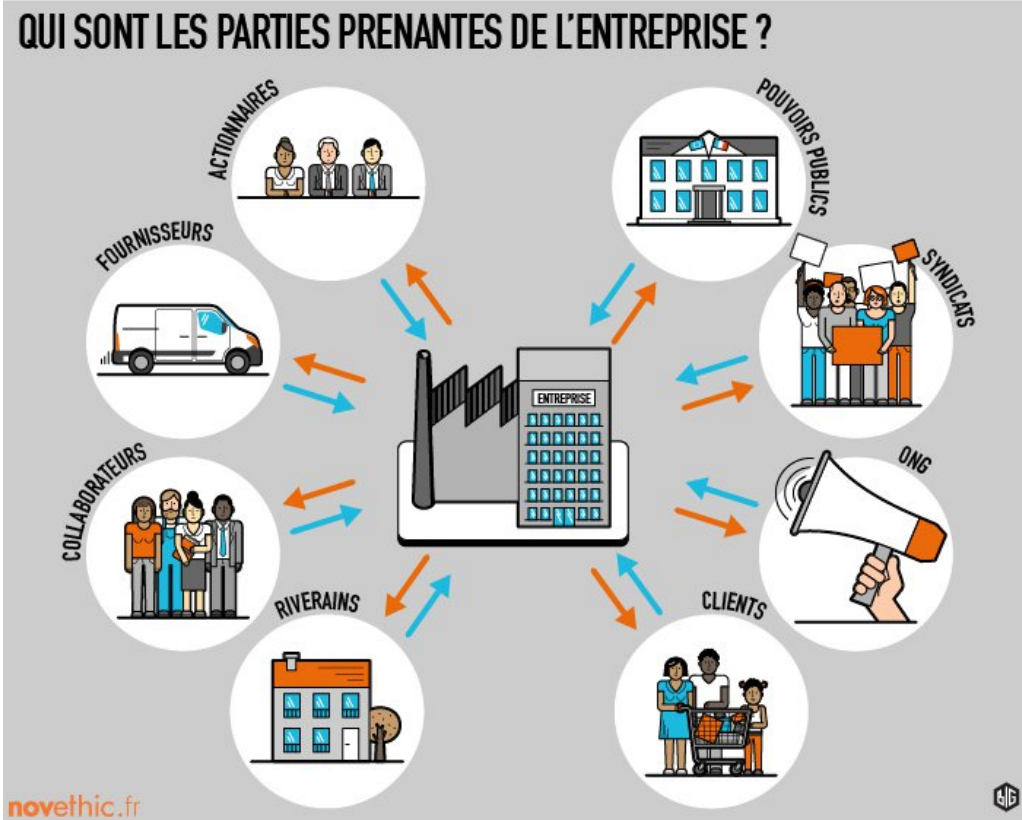 QUI SONT LES PARTIES PRENANTES DE L'ENTREPRISE ?
ACTIONNAIRES
POUVOIRS PUBLICS
FOURNISSEURS
SYNDICATS
ENTREPRISE
COLLABORATEURS
ONG
RIVERAINS
CLIENTS
novethic.fr